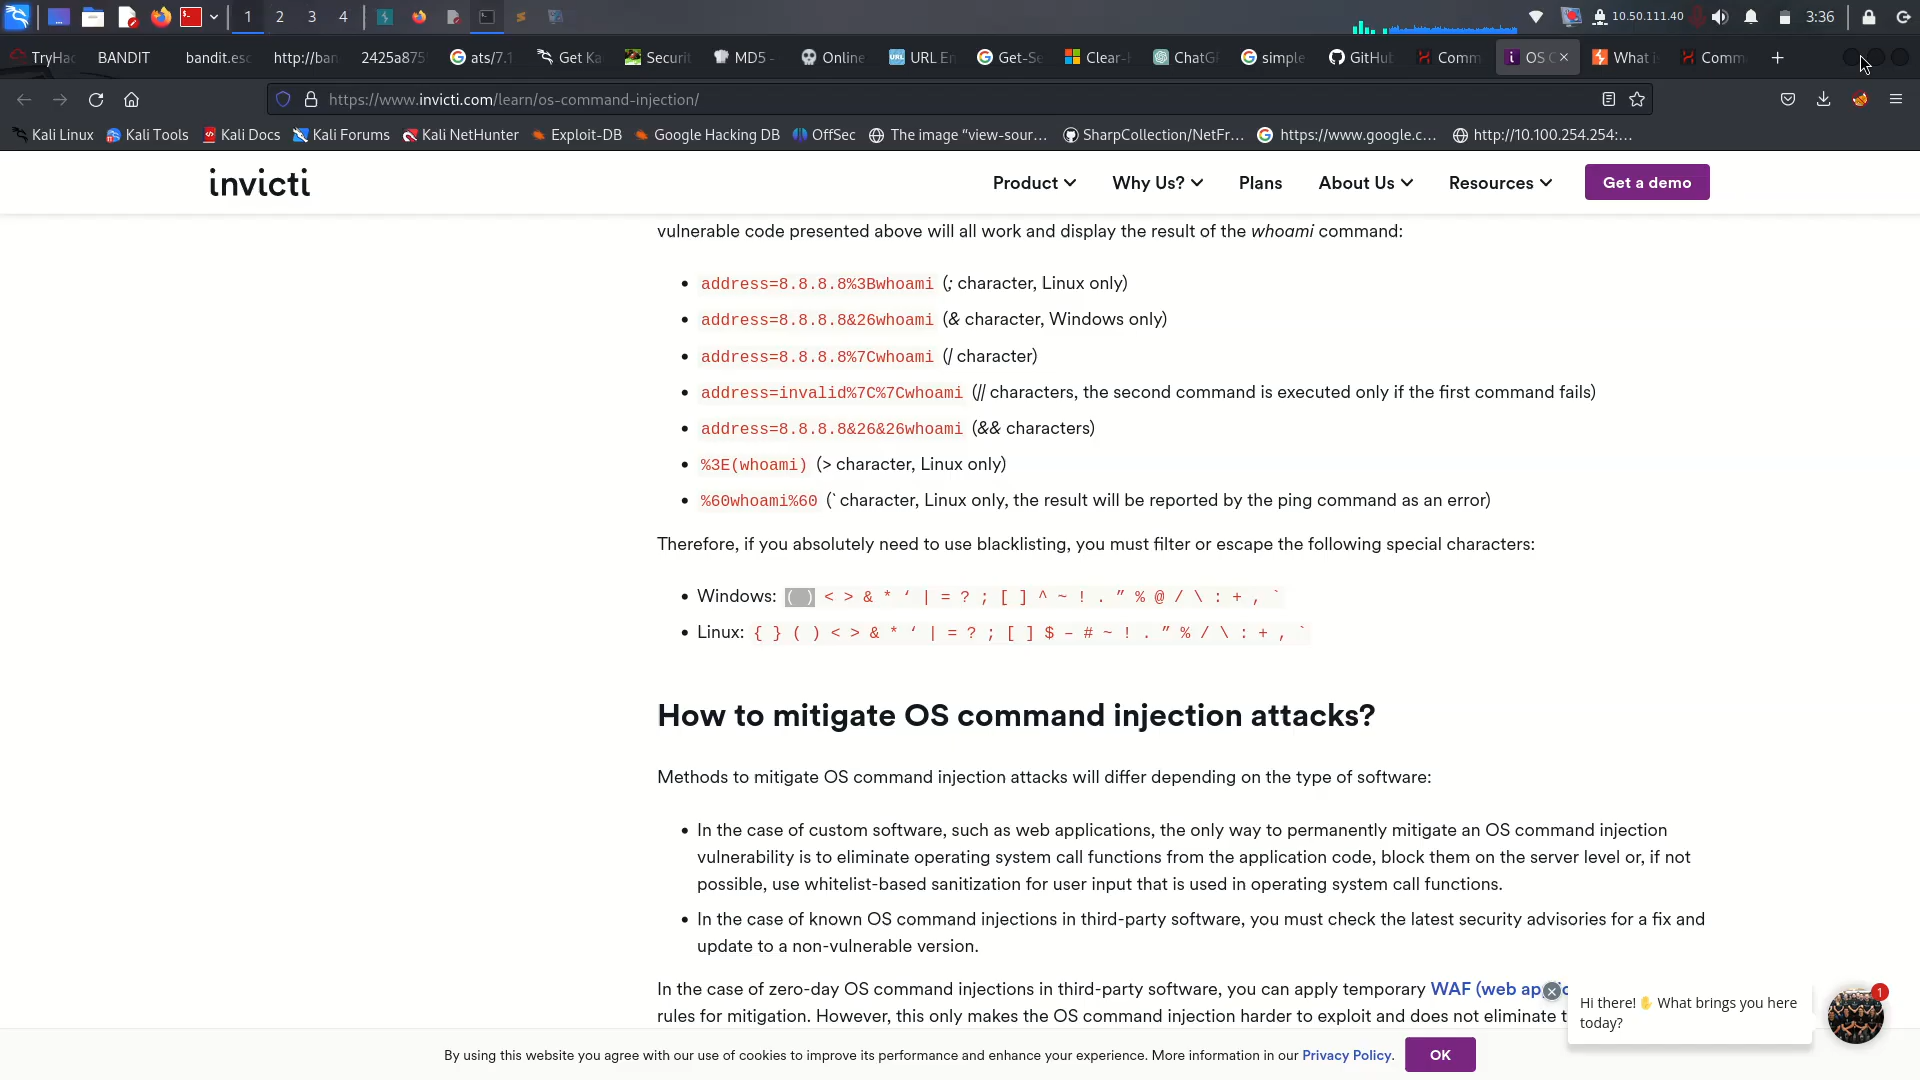 1 2 3 4 10.50.111.40 3:36
TryHac BANDIT bandit.esc http://ban 2425a875 ats/7.1 Get Ka Securit MD5 - Online URL En Get-Se Clear-H ChatGP simple GitHub Comm OS C What i Comm
https://www.invicti.com/learn/os-command-injection/
Kali Linux Kali Tools Kali Docs Kali Forums Kali NetHunter Exploit-DB Google Hacking DB OffSec The image “view-sour... SharpCollection/NetFr... https://www.google.c... http://10.100.254.254:...
invicti Product Why Us? Plans About Us Resources Get a demo
vulnerable code presented above will all work and display the result of the whoami command:
• address=8.8.8.8%3Bwhoami (; character, Linux only)
• address=8.8.8.8&26whoami (& character, Windows only)
• address=8.8.8.8%7Cwhoami (| character)
• address=invalid%7C%7Cwhoami (|| characters, the second command is executed only if the first command fails)
• address=8.8.8.8&26&26whoami (&& characters)
• %3E(whoami) (> character, Linux only)
• %60whoami%60 (` character, Linux only, the result will be reported by the ping command as an error)
Therefore, if you absolutely need to use blacklisting, you must filter or escape the following special characters:
• Windows: ( ) < > & * ‘ | = ? ; [ ] ^ ~ ! . ” % @ / \ : + , `
• Linux: { } ( ) < > & * ‘ | = ? ; [ ] $ – # ~ ! . ” % / \ : + , `
How to mitigate OS command injection attacks?
Methods to mitigate OS command injection attacks will differ depending on the type of software:
• In the case of custom software, such as web applications, the only way to permanently mitigate an OS command injection
vulnerability is to eliminate operating system call functions from the application code, block them on the server level or, if not
possible, use whitelist-based sanitization for user input that is used in operating system call functions.
• In the case of known OS command injections in third-party software, you must check the latest security advisories for a fix and
update to a non-vulnerable version.
In the case of zero-day OS command injections in third-party software, you can apply temporary WAF (web applic
rules for mitigation. However, this only makes the OS command injection harder to exploit and does not eliminate t
Hi there! ✋ What brings you here
today?
1
By using this website you agree with our use of cookies to improve its performance and enhance your experience. More information in our Privacy Policy. OK